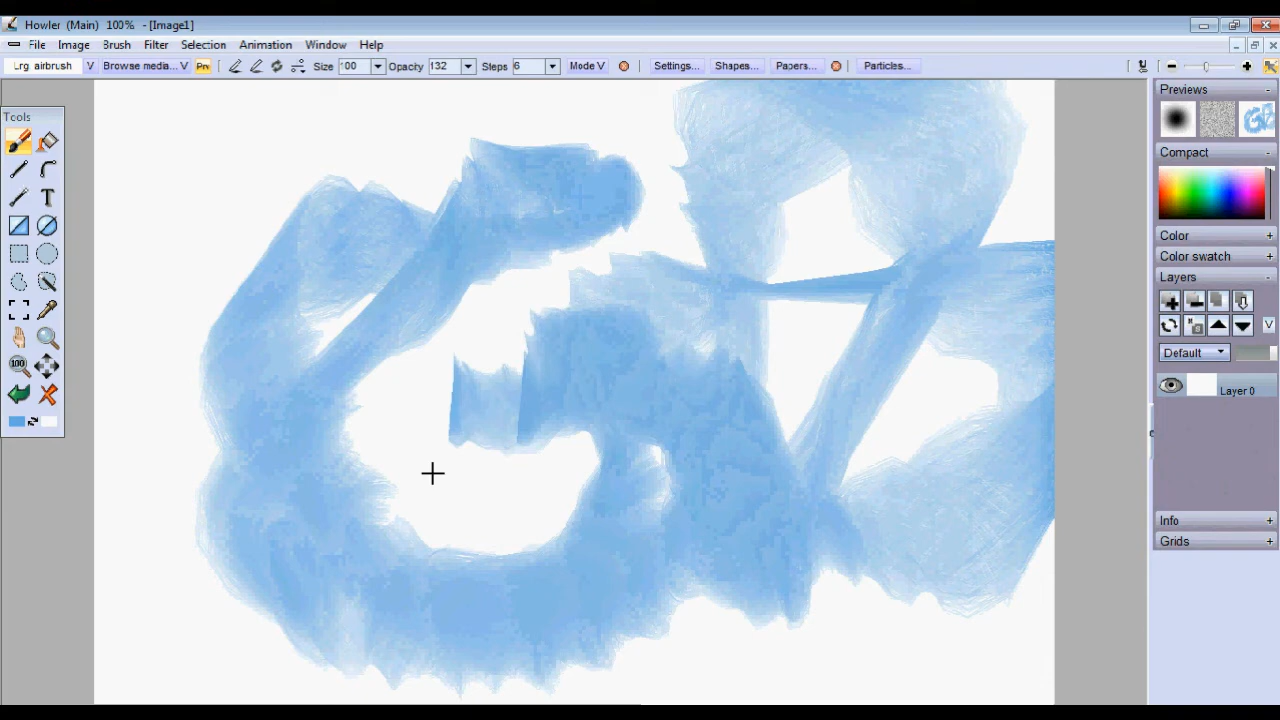 Howler (Main) 100% - [Image1]
File Image Brush Filter Selection Animation Window Help
Lrg airbrush V Browse media...V Prv Size 100 Opacity 132 Steps 6 Mode V Settings... Shapes... Papers... Particles...
Tools
T
100
Previews -
Compact -
Color +
Color swatch +
Layers -
V
Default
Layer 0
Info +
Grids +